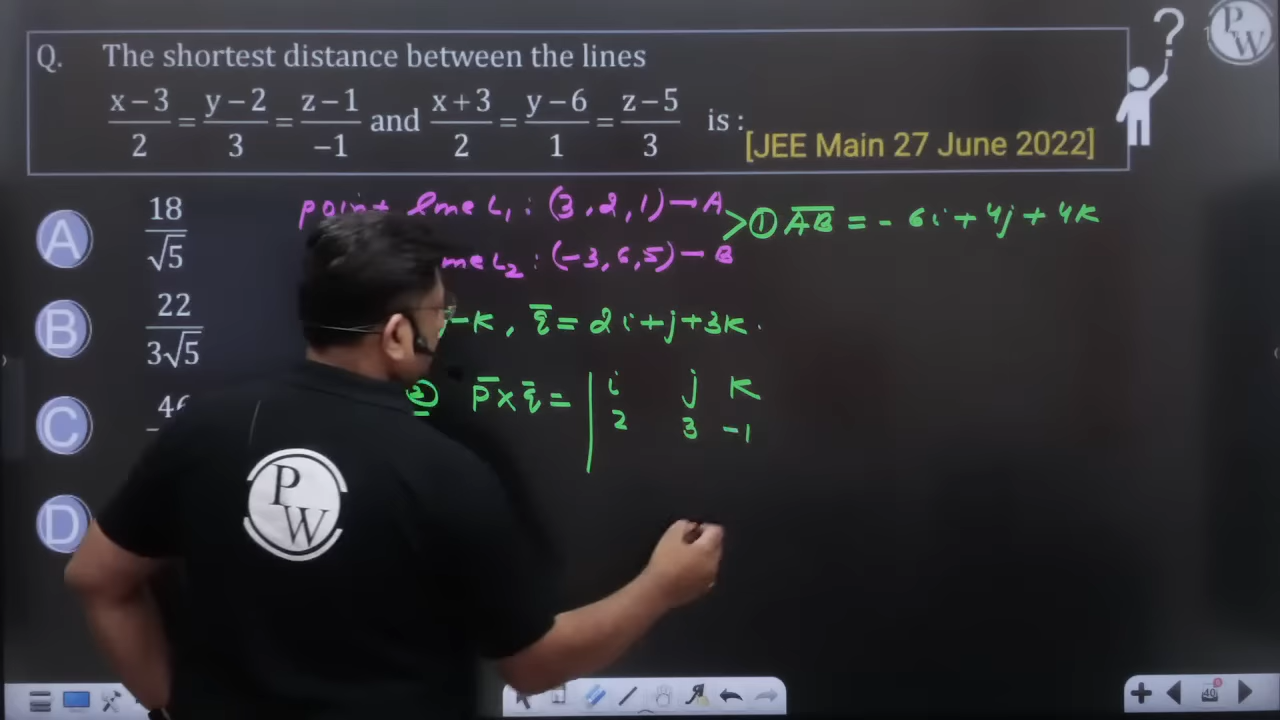 Q. The shortest distance between the lines
x−3/2 = y−2/3 = z−1/−1 and x+3/2 = y−6/1 = z−5/3 is :
[JEE Main 27 June 2022]
P W
A 18/√5
B 22/3√5
C 46
D
point line L₁ : (3, 2, 1) → A
line L₂ : (−3, 6, 5) − B
> ① AB = − 6i + 4j + 4k
− k, q = 2i + j + 3k.
② p × q = | i j k
2 3 −1
P W
40